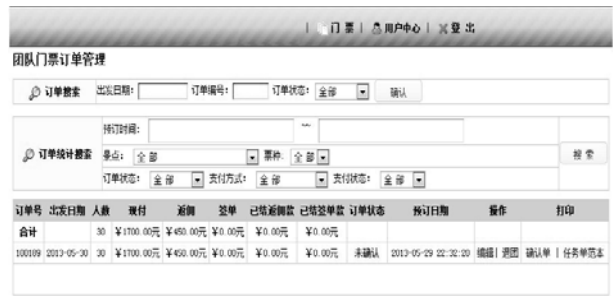 门 票 | 用户中心 | 登 出
团队门票订单管理
订单搜索 出发日期: 订单编号: 订单状态: 全部 确认
预订时间: ~
订单统计搜索 景点: 全部 票种: 全部 搜 索
订单状态: 全 部 支付方式: 全 部 支付状态: 全 部
订单号 出发日期 人数 现付 返佣 签单 已结返佣款 已结签单款 订单状态 预订日期 操作 打印
合计 30 ¥1700.00元 ¥450.00元 ¥0.00元 ¥0.00元 ¥0.00元
100109 2013-05-30 30 ¥1700.00元 ¥450.00元 ¥0.00元 ¥0.00元 ¥0.00元 未确认 2013-05-29 22:32:20 编辑 | 退团 确认单 | 任务单范本